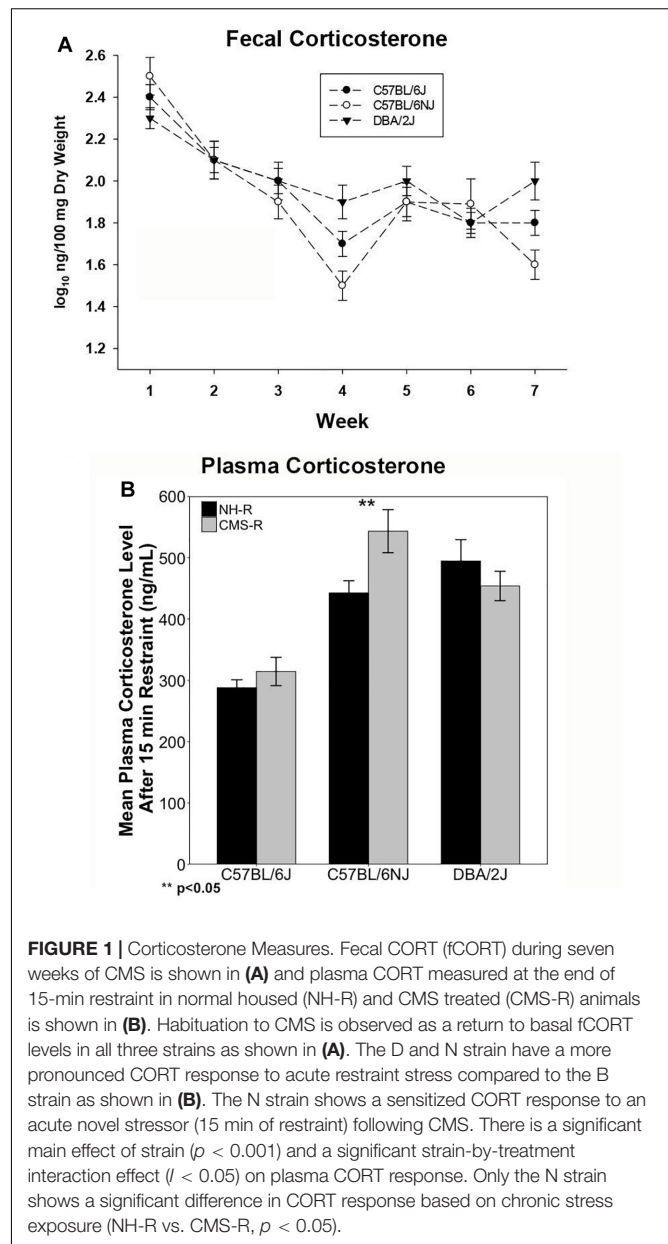 A
Fecal Corticosterone
C57BL/6J
C57BL/6NJ
DBA/2J
log10 ng/100 mg Dry Weight
2.6
2.4
2.2
2.0
1.8
1.6
1.4
1.2
1 2 3 4 5 6 7
Week
Plasma Corticosterone
B
NH-R
CMS-R
**
Mean Plasma Corticosterone Level
After 15 min Restraint (ng/mL)
600
500
400
300
200
100
0
C57BL/6J C57BL/6NJ DBA/2J
** p<0.05
FIGURE 1 | Corticosterone Measures. Fecal CORT (fCORT) during seven
weeks of CMS is shown in (A) and plasma CORT measured at the end of
15-min restraint in normal housed (NH-R) and CMS treated (CMS-R) animals
is shown in (B). Habituation to CMS is observed as a return to basal fCORT
levels in all three strains as shown in (A). The D and N strain have a more
pronounced CORT response to acute restraint stress compared to the B
strain as shown in (B). The N strain shows a sensitized CORT response to an
acute novel stressor (15 min of restraint) following CMS. There is a significant
main effect of strain (p < 0.001) and a significant strain-by-treatment
interaction effect (I < 0.05) on plasma CORT response. Only the N strain
shows a significant difference in CORT response based on chronic stress
exposure (NH-R vs. CMS-R, p < 0.05).